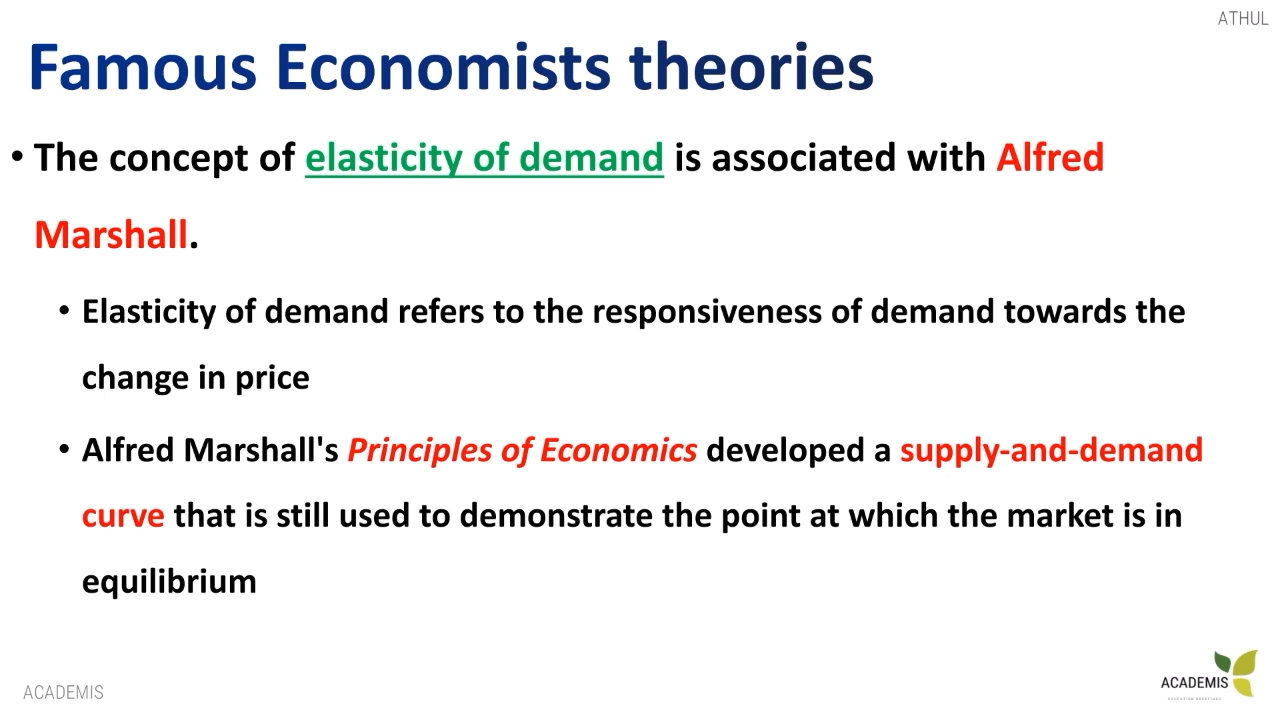 ATHUL
Famous Economists theories
• The concept of elasticity of demand is associated with Alfred
Marshall.
• Elasticity of demand refers to the responsiveness of demand towards the
change in price
• Alfred Marshall's Principles of Economics developed a supply-and-demand
curve that is still used to demonstrate the point at which the market is in
equilibrium
ACADEMIS
ACADEMIS
EDUCATION REDEFINED